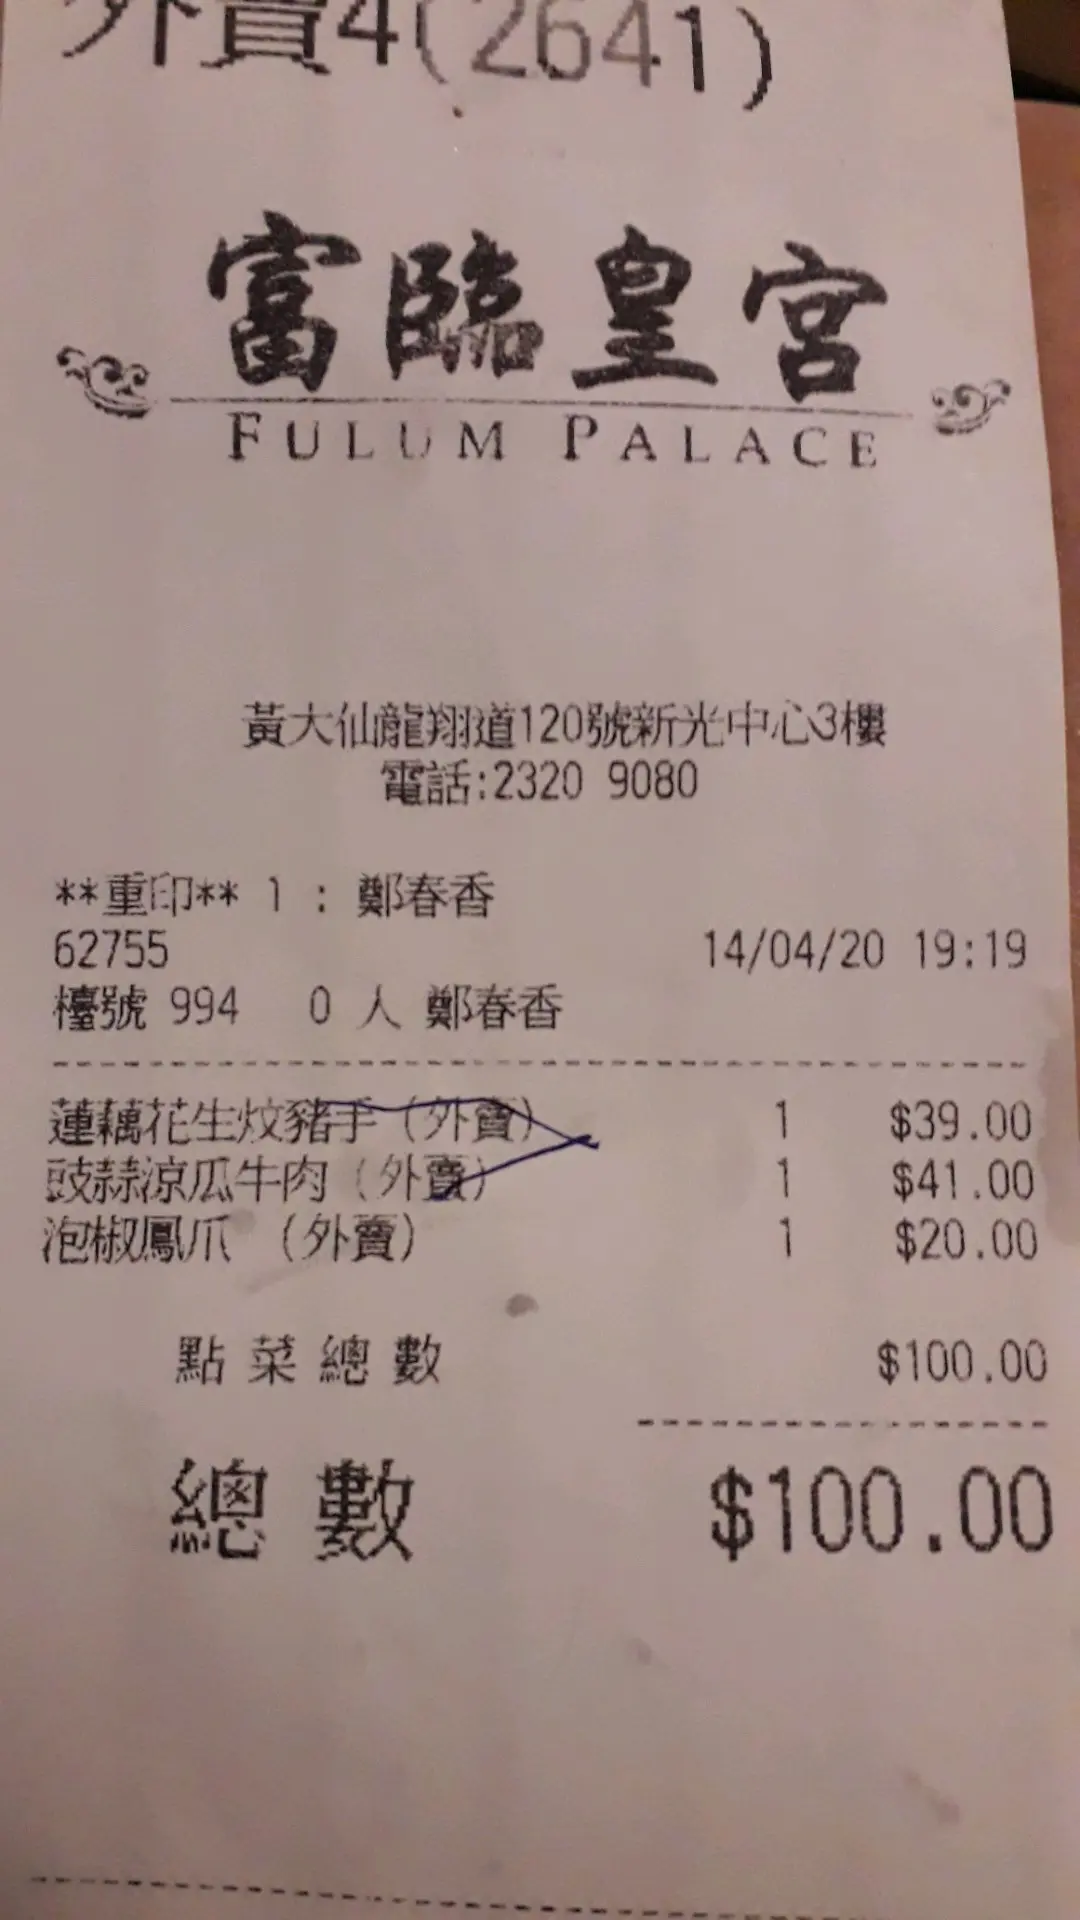 外賣4(2641)
富臨皇宮
FULUM PALACE
黃大仙龍翔道120號新光中心3樓
電話:2320 9080
**重印** 1 : 鄭春香
62755 14/04/20 19:19
檯號 994 0 人 鄭春香
蓮藕花生炆豬手 (外賣) 1 $39.00
豉蒜涼瓜牛肉 (外賣) 1 $41.00
泡椒鳳爪 (外賣) 1 $20.00
點菜總數 $100.00
總數 $100.00